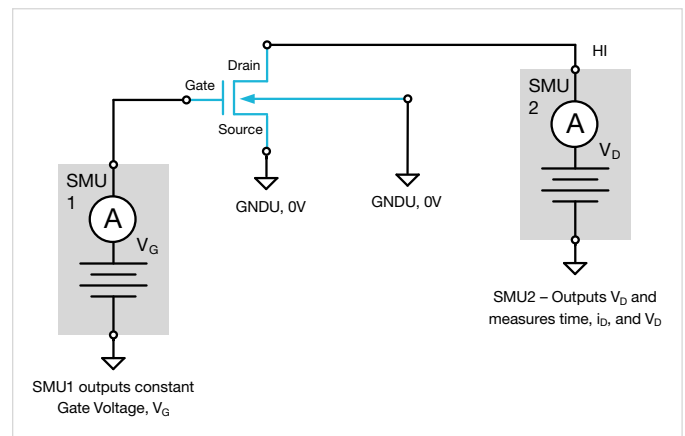 Drain
HI
Gate
SMU
2
A
V_D
Source
SMU
1
A
V_G
GNDU, 0V
GNDU, 0V
SMU2 – Outputs V_D and
measures time, i_D, and V_D
SMU1 outputs constant
Gate Voltage, V_G